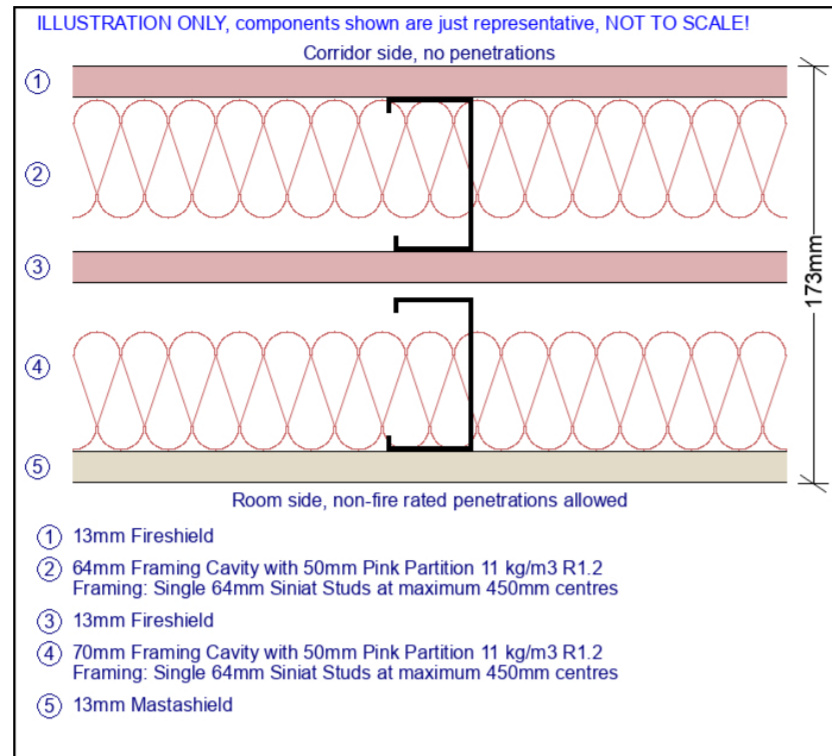 ILLUSTRATION ONLY, components shown are just representative, NOT TO SCALE!
Corridor side, no penetrations
1
2
3
4
5
173mm
Room side, non-fire rated penetrations allowed
1 13mm Fireshield
2 64mm Framing Cavity with 50mm Pink Partition 11 kg/m3 R1.2
Framing: Single 64mm Siniat Studs at maximum 450mm centres
3 13mm Fireshield
4 70mm Framing Cavity with 50mm Pink Partition 11 kg/m3 R1.2
Framing: Single 64mm Siniat Studs at maximum 450mm centres
5 13mm Mastashield